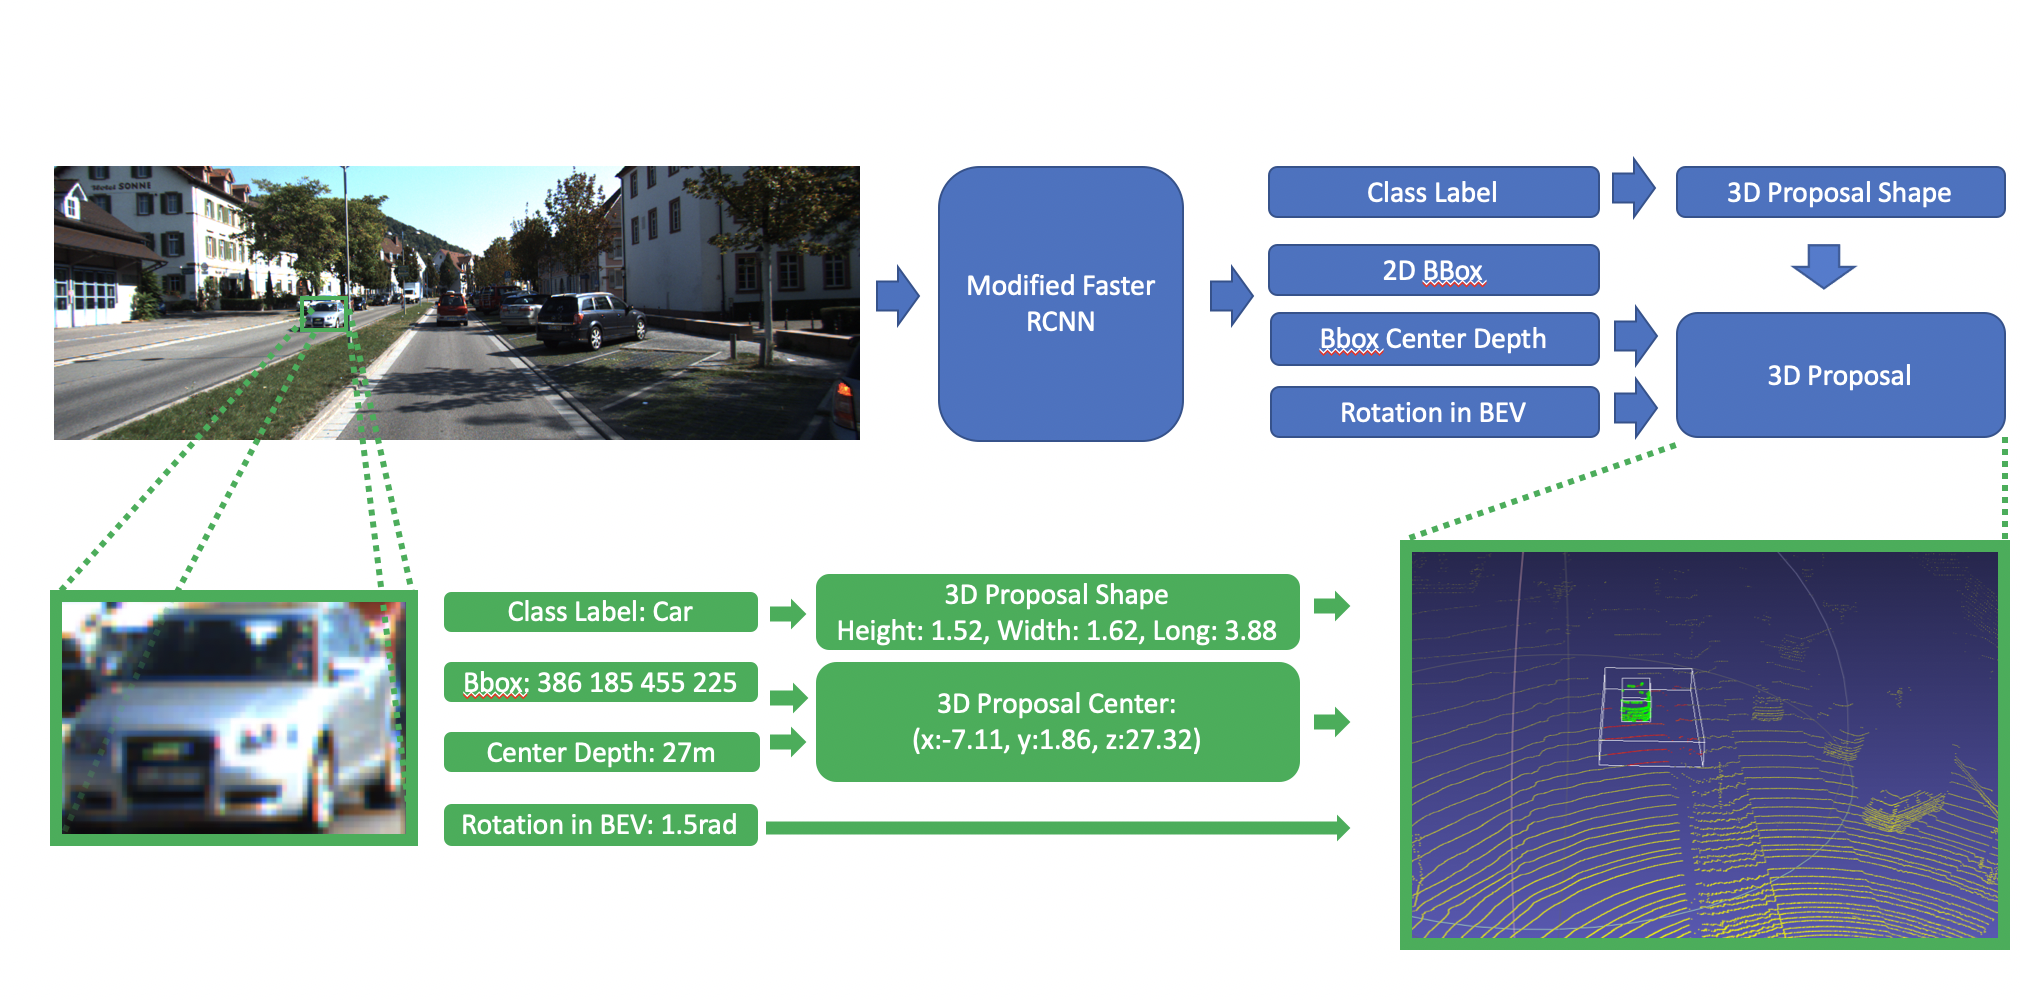 Hotel SONNE
Modified Faster
RCNN
Class Label
2D BBox
Bbox Center Depth
Rotation in BEV
3D Proposal Shape
3D Proposal
Class Label: Car
Bbox: 386 185 455 225
Center Depth: 27m
Rotation in BEV: 1.5rad
3D Proposal Shape
Height: 1.52, Width: 1.62, Long: 3.88
3D Proposal Center:
(x:-7.11, y:1.86, z:27.32)